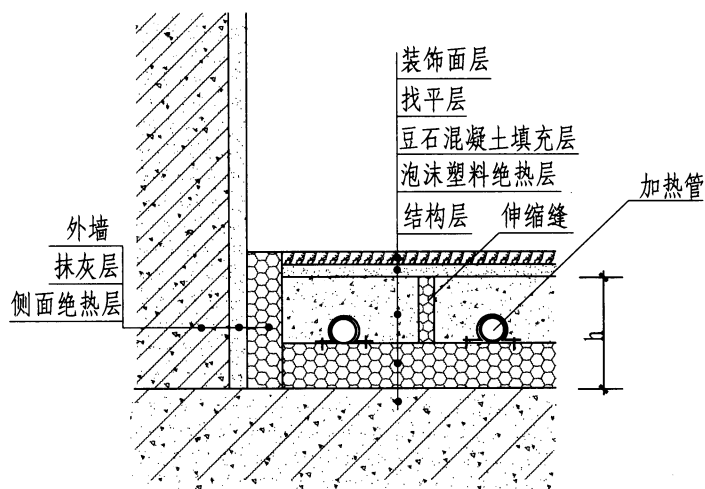 装饰面层
找平层
豆石混凝土填充层
泡沫塑料绝热层
结构层
伸缩缝
加热管
外墙
抹灰层
侧面绝热层
h